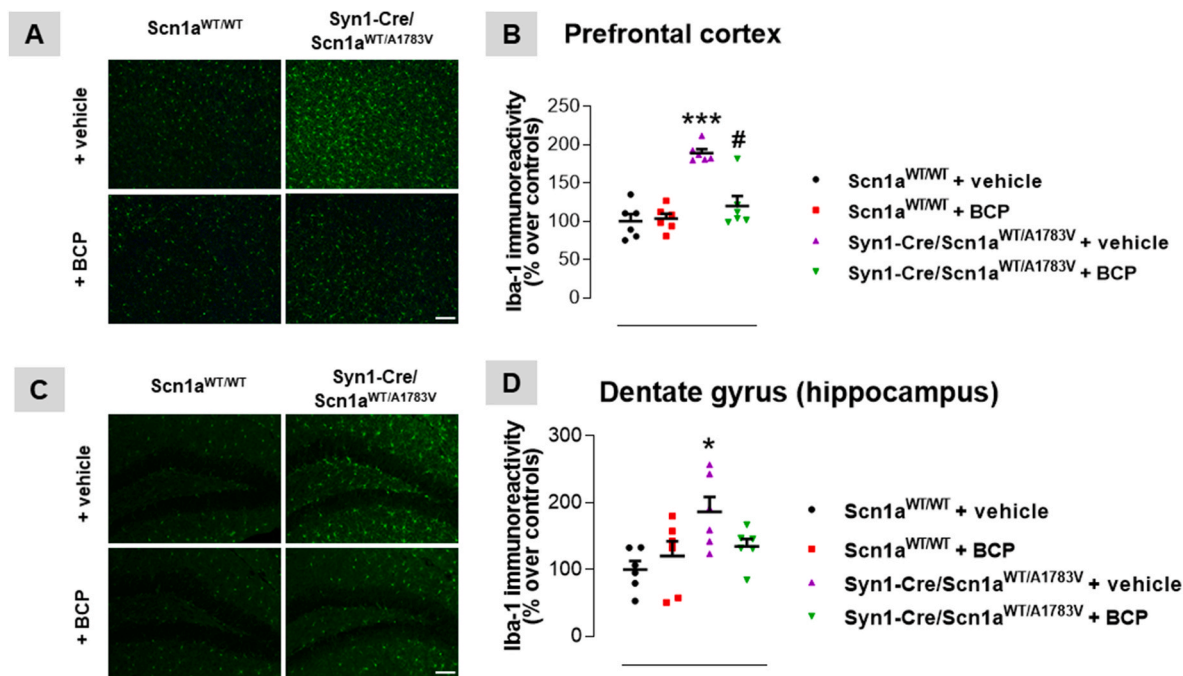 A
Scn1aWT/WT
Syn1-Cre/
Scn1aWT/A1783V
+ vehicle
+ BCP
B
Prefrontal cortex
Iba-1 immunoreactivity
(% over controls)
250
200
150
100
50
0
***
#
Scn1aWT/WT + vehicle
Scn1aWT/WT + BCP
Syn1-Cre/Scn1aWT/A1783V + vehicle
Syn1-Cre/Scn1aWT/A1783V + BCP
C
Scn1aWT/WT
Syn1-Cre/
Scn1aWT/A1783V
+ vehicle
+ BCP
D
Dentate gyrus (hippocampus)
Iba-1 immunoreactivity
(% over controls)
300
200
100
0
*
Scn1aWT/WT + vehicle
Scn1aWT/WT + BCP
Syn1-Cre/Scn1aWT/A1783V + vehicle
Syn1-Cre/Scn1aWT/A1783V + BCP